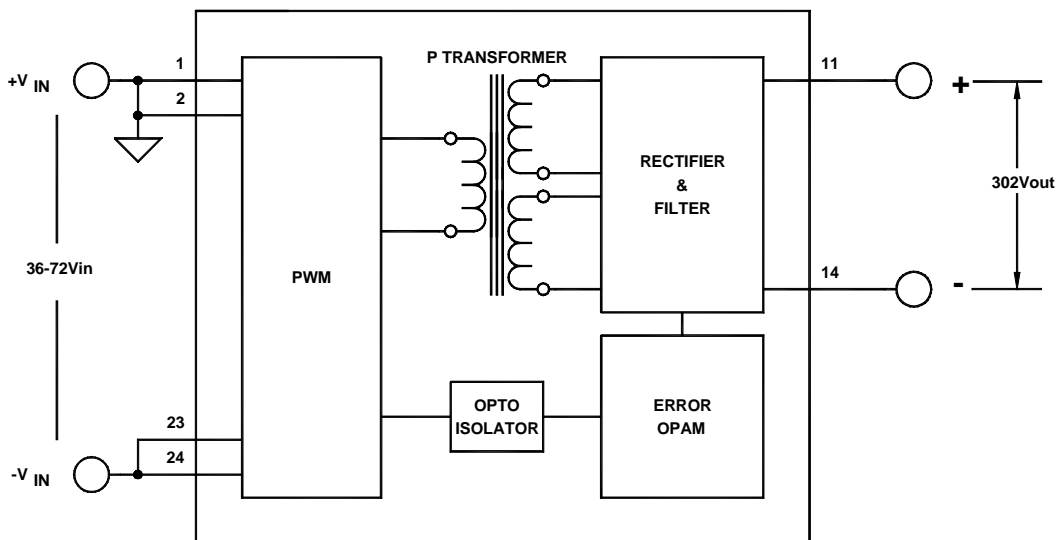 P TRANSFORMER
1
11
+V IN
+
2
RECTIFIER
&
FILTER
302Vout
36-72Vin
PWM
14
-
23
OPTO
ISOLATOR
ERROR
OPAM
24
-V IN